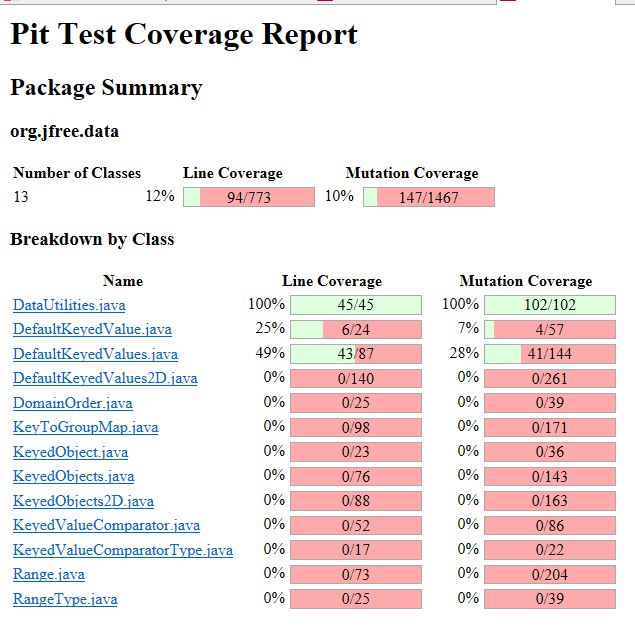 Pit Test Coverage Report
Package Summary
org.jfree.data
Number of Classes Line Coverage Mutation Coverage
13 12% 94/773 10% 147/1467
Breakdown by Class
Name Line Coverage Mutation Coverage
DataUtilities.java 100% 45/45 100% 102/102
DefaultKeyedValue.java 25% 6/24 7% 4/57
DefaultKeyedValues.java 49% 43/87 28% 41/144
DefaultKeyedValues2D.java 0% 0/140 0% 0/261
DomainOrder.java 0% 0/25 0% 0/39
KeyToGroupMap.java 0% 0/98 0% 0/171
KeyedObject.java 0% 0/23 0% 0/36
KeyedObjects.java 0% 0/76 0% 0/143
KeyedObjects2D.java 0% 0/88 0% 0/163
KeyedValueComparator.java 0% 0/52 0% 0/86
KeyedValueComparatorType.java 0% 0/17 0% 0/22
Range.java 0% 0/73 0% 0/204
RangeType.java 0% 0/25 0% 0/39